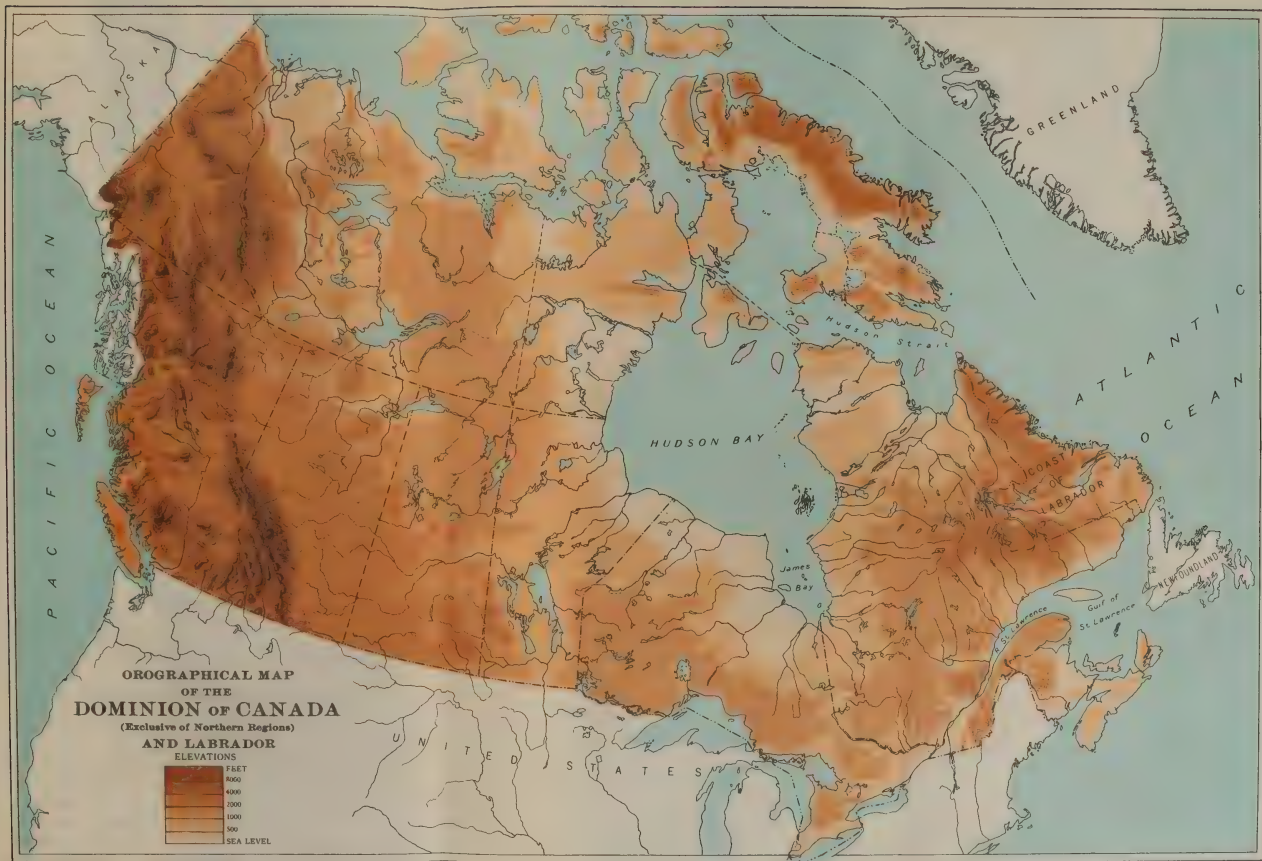 ALASKA
GREENLAND
PACIFIC OCEAN
ATLANTIC
OCEAN
Hudson Strait
HUDSON BAY
COAST
OF
LABRADOR
James
Bay
NEWFOUNDLAND
R. St. Lawrence
Gulf of
St. Lawrence
UNITED STATES
OROGRAPHICAL MAP
OF THE
DOMINION OF CANADA
(Exclusive of Northern Regions)
AND LABRADOR
ELEVATIONS
FEET
4000
2000
1000
SEA LEVEL